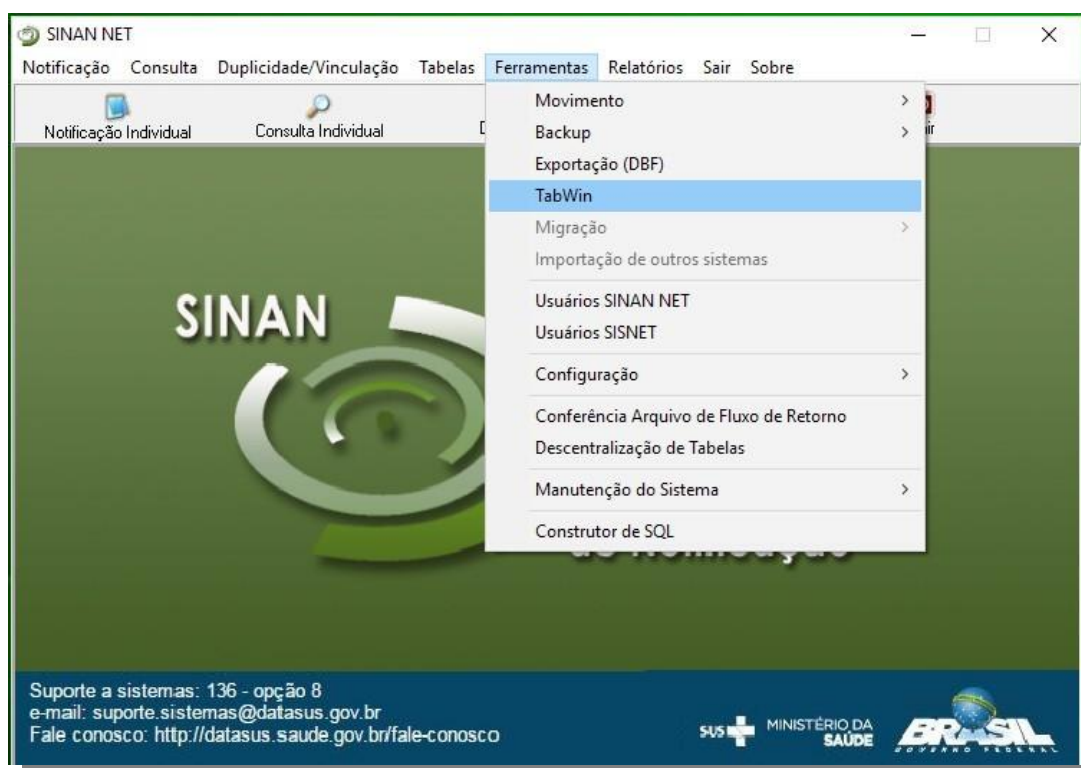 SINAN NET
Notificação Consulta Duplicidade/Vinculação Tabelas Ferramentas Relatórios Sair Sobre
Notificação Individual Consulta Individual
Movimento
Backup
Exportação (DBF)
TabWin
Migração
Importação de outros sistemas
Usuários SINAN NET
Usuários SISNET
Configuração
Conferência Arquivo de Fluxo de Retorno
Descentralização de Tabelas
Manutenção do Sistema
Construtor de SQL
SINAN
Suporte a sistemas: 136 - opção 8
e-mail: suporte.sistemas@datasus.gov.br
Fale conosco: http://datasus.saude.gov.br/fale-conosco
SUS MINISTÉRIO DA SAÚDE
BRASIL
GOVERNO FEDERAL